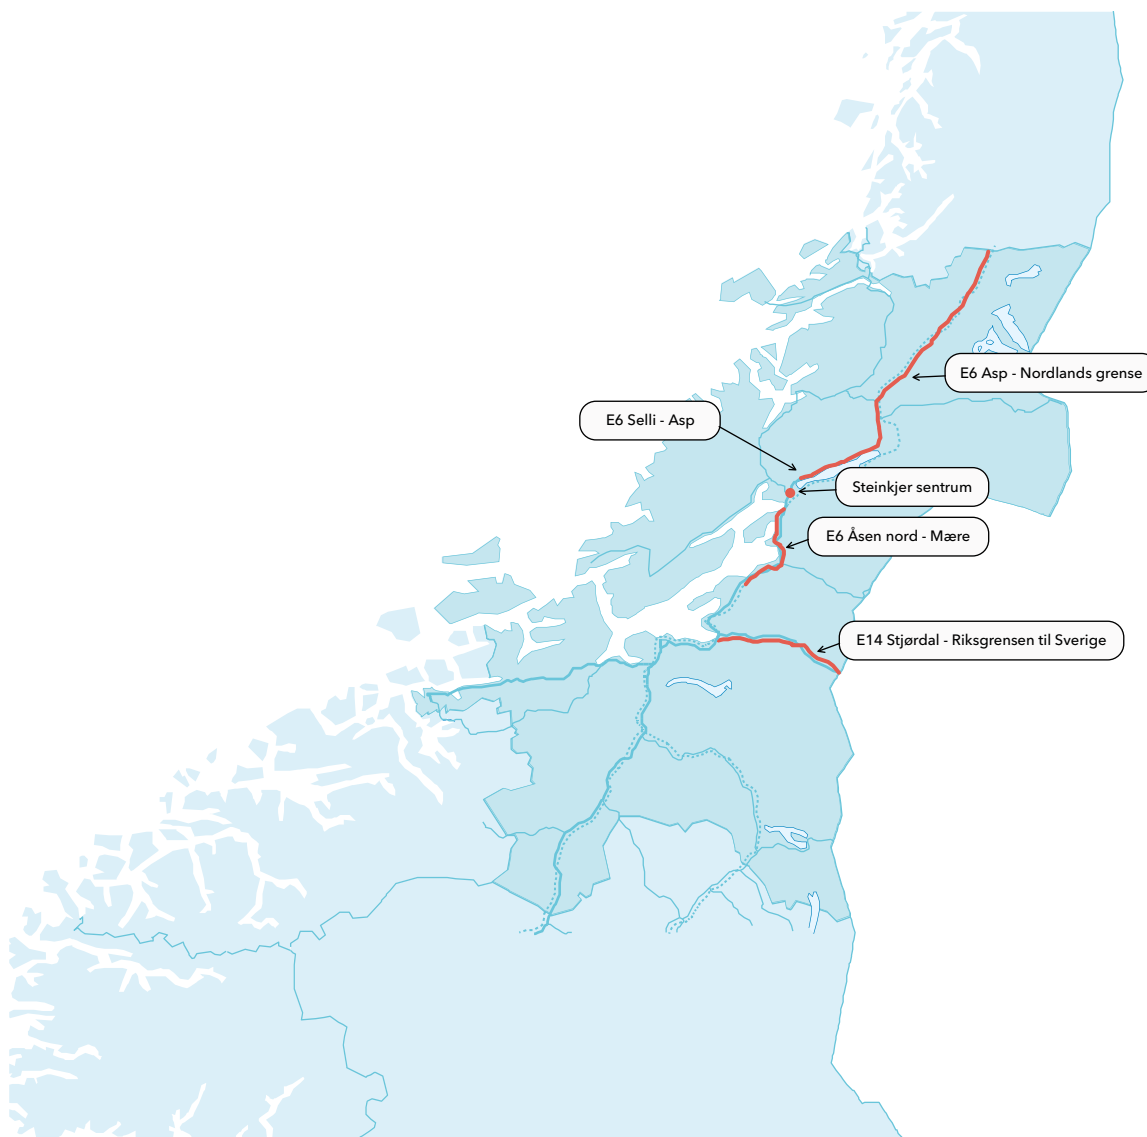 E6 Asp - Nordlands grense
E6 Selli - Asp
Steinkjer sentrum
E6 Åsen nord - Mære
E14 Stjørdal - Riksgrensen til Sverige